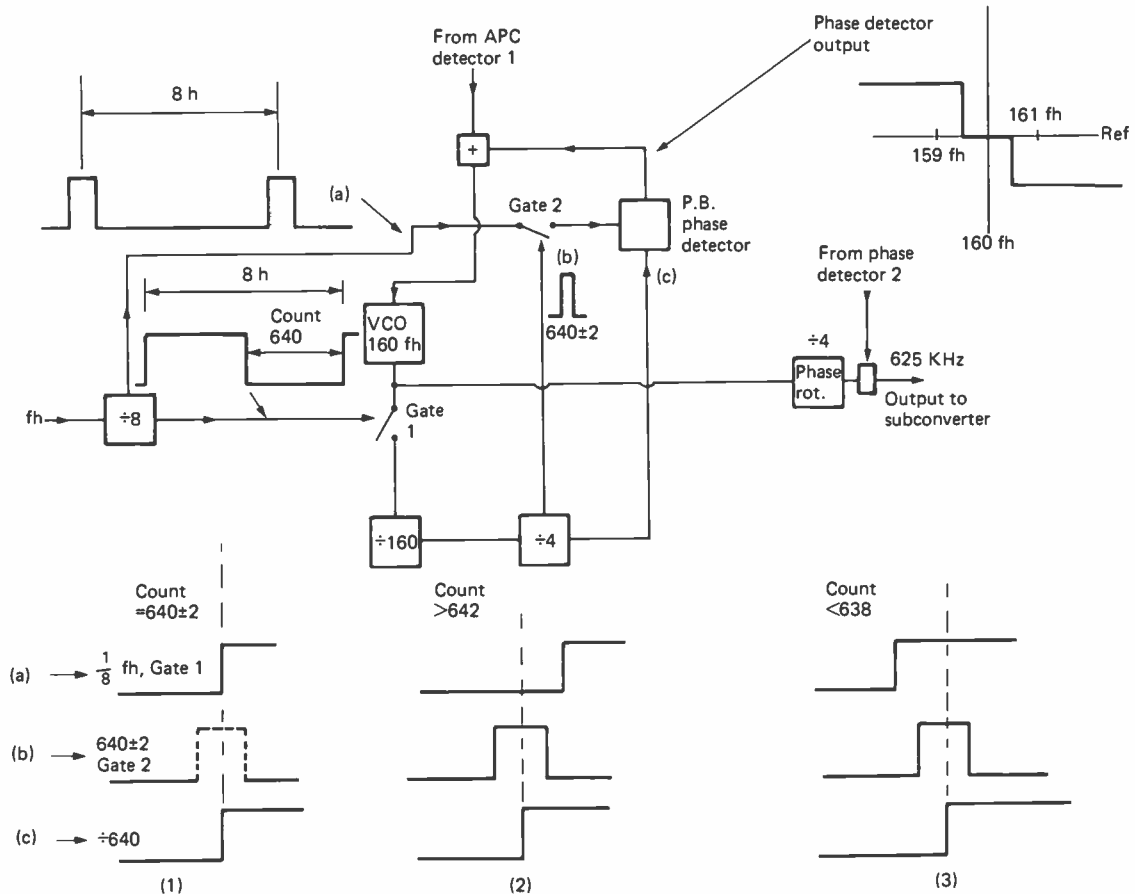 From APC
detector 1
Phase detector
output
8 h
161 fh
Ref
159 fh
160 fh
(a)
+
Gate 2
P.B.
phase
detector
(b)
(c)
640±2
From phase
detector 2
8 h
Count
640
VCO
160 fh
÷4
Phase
rot.
625 KHz
Output to
subconverter
fh
÷8
Gate
1
÷160
÷4
Count
=640±2
Count
>642
Count
<638
(a)
1/8 fh, Gate 1
(b)
640±2
Gate 2
(c)
÷640
(1)
(2)
(3)